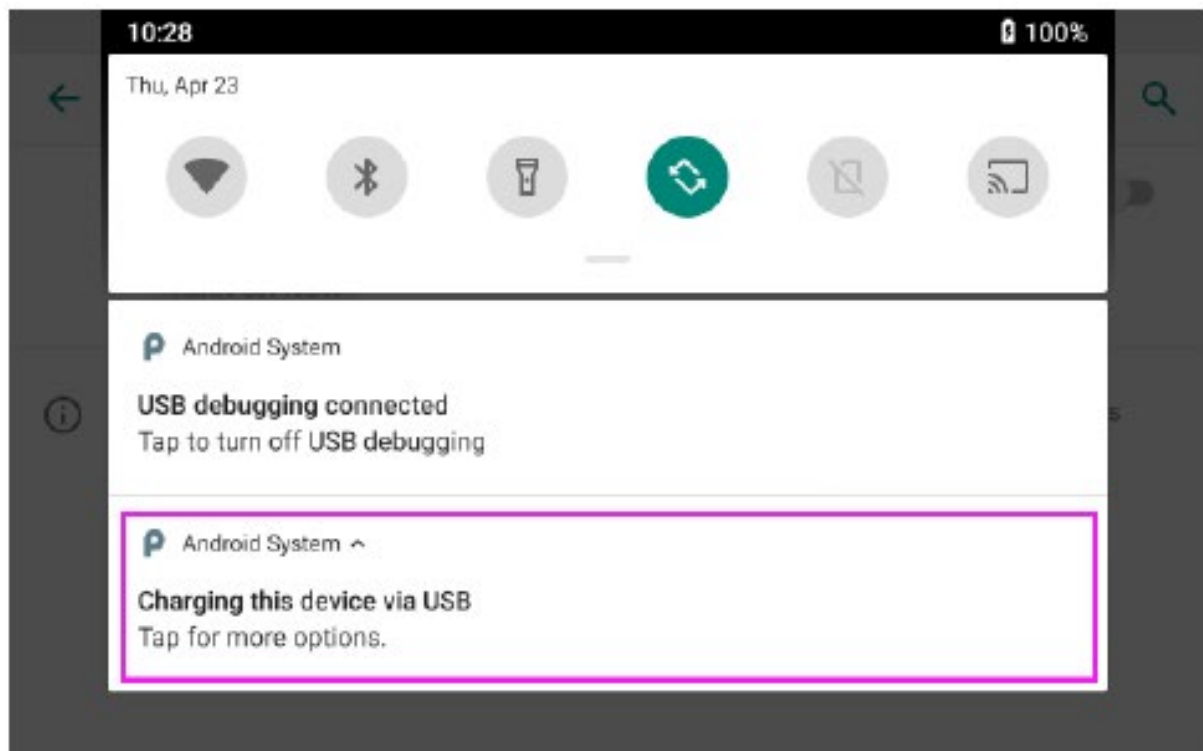 10:28
100%
Thu, Apr 23
Android System
USB debugging connected
Tap to turn off USB debugging
Android System
Charging this device via USB
Tap for more options.